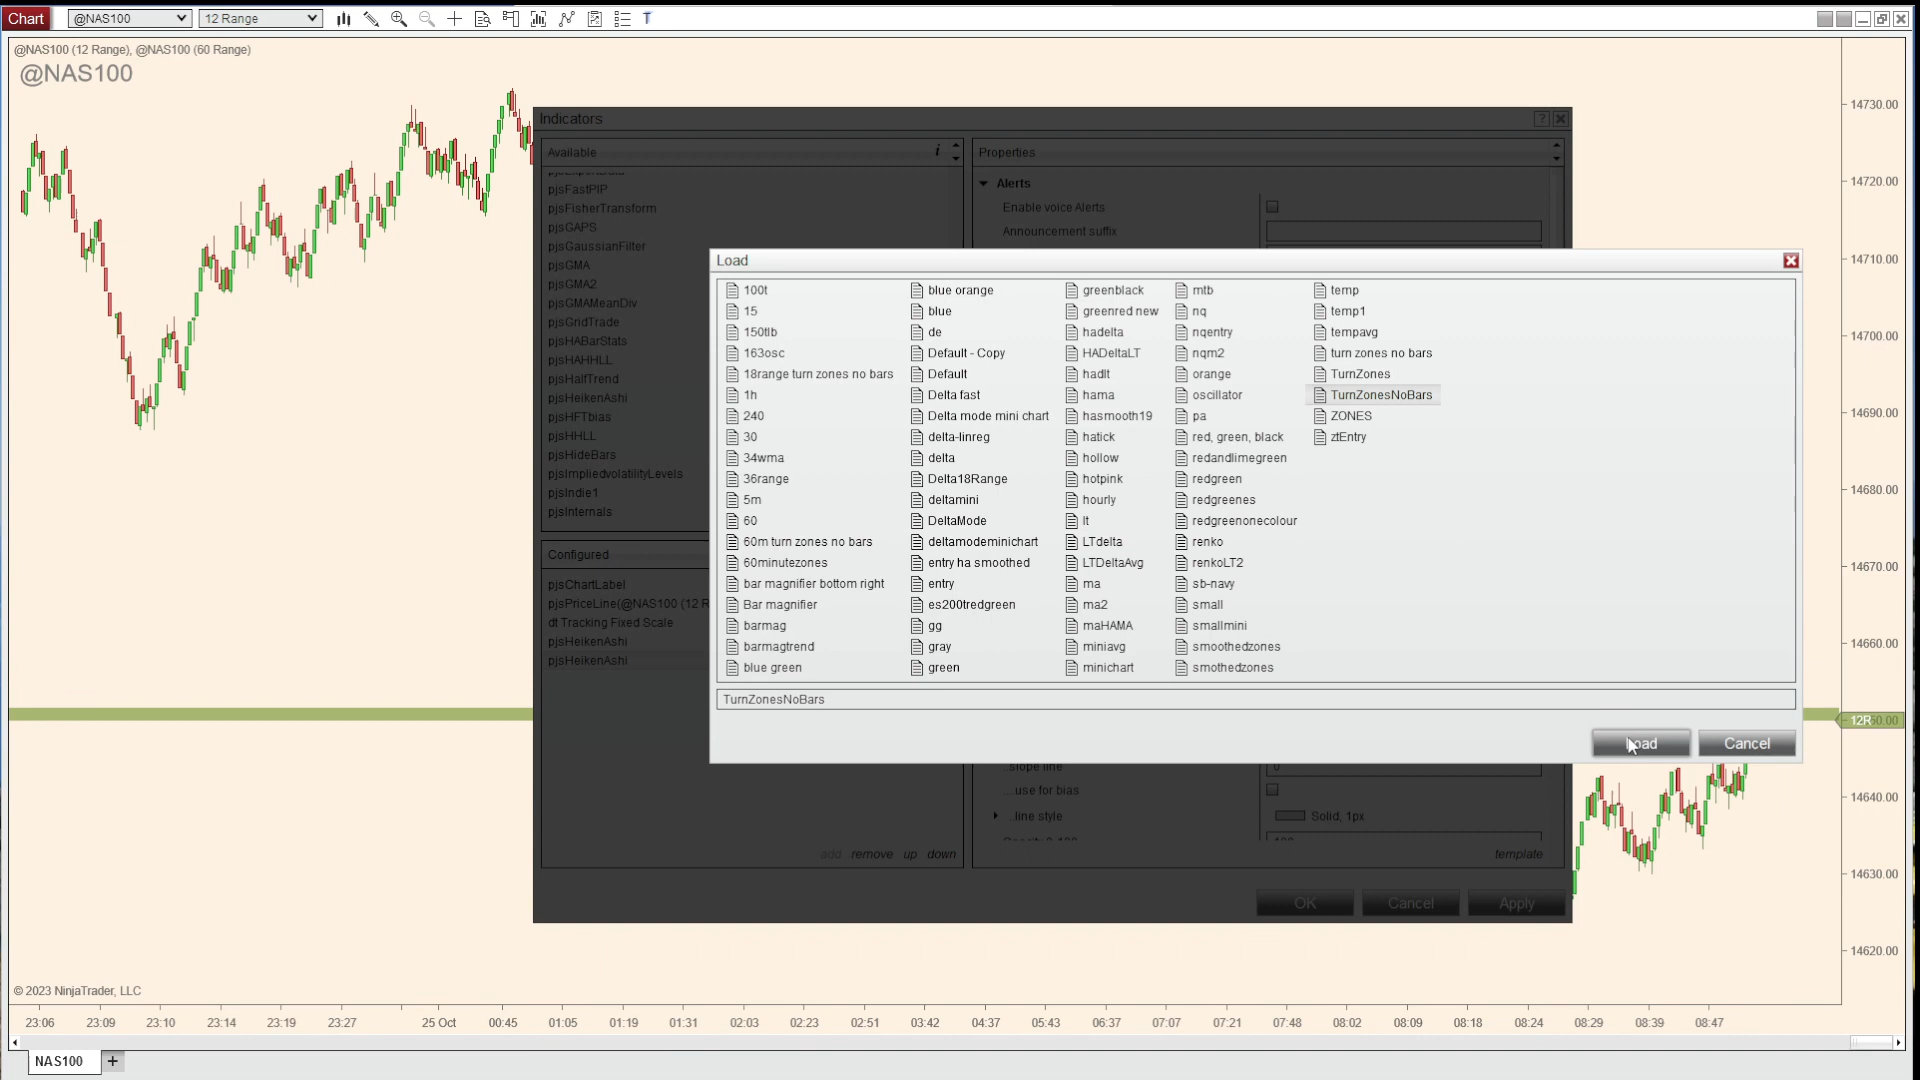 Chart
@NAS100
12 Range
T
@NAS100 (12 Range), @NAS100 (60 Range)
@NAS100
Indicators
?
Available
i
Properties
pjsFastPIP
pjsFisherTransform
pjsGAPS
pjsGaussianFilter
pjsGMA
pjsGMA2
pjsGMAMeanDiv
pjsGridTrade
pjsHABarStats
pjsHAHHLL
pjsHalfTrend
pjsHeikenAshi
pjsHFTbias
pjsHHLL
pjsHideBars
pjsImpliedvolatilityLevels
pjsIndie1
pjsInternals
Configured
pjsChartLabel
pjsPriceLine(@NAS100 (12 R
dt Tracking Fixed Scale
pjsHeikenAshi
pjsHeikenAshi
add remove up down
Alerts
Enable voice Alerts
Announcement suffix
Load
100t
15
150tlb
163osc
18range turn zones no bars
1h
240
30
34wma
36range
5m
60
60m turn zones no bars
60minutezones
bar magnifier bottom right
Bar magnifier
barmag
barmagtrend
blue green
blue orange
blue
de
Default - Copy
Default
Delta fast
Delta mode mini chart
delta-linreg
delta
Delta18Range
deltamini
DeltaMode
deltamodeminichart
entry ha smoothed
entry
es200tredgreen
gg
gray
green
greenblack
greenred new
hadelta
HADeltaLT
hadlt
hama
hasmooth19
hatick
hollow
hotpink
hourly
lt
LTdelta
LTDeltaAvg
ma
ma2
maHAMA
miniavg
minichart
mtb
nq
nqentry
nqm2
orange
oscillator
pa
red, green, black
redandlimegreen
redgreen
redgreenes
redgreenonecolour
renko
renkoLT2
sb-navy
small
smallmini
smoothedzones
smothedzones
temp
temp1
tempavg
turn zones no bars
TurnZones
TurnZonesNoBars
ZONES
ztEntry
TurnZonesNoBars
Load
Cancel
..slope line
0
....use for bias
..line style
Solid, 1px
template
OK
Cancel
Apply
14730.00
14720.00
14710.00
14700.00
14690.00
14680.00
14670.00
14660.00
12R
14640.00
14630.00
14620.00
© 2023 NinjaTrader, LLC
23:06 23:09 23:10 23:14 23:19 23:27 25 Oct 00:45 01:05 01:19 01:31 02:03 02:23 02:51 03:42 04:37 05:43 06:37 07:07 07:21 07:48 08:02 08:09 08:18 08:24 08:29 08:39 08:47
NAS100
+